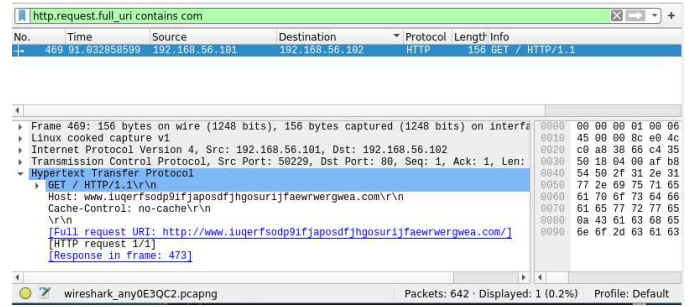 http.request.full_uri contains com
No. Time Source Destination Protocol Length Info
469 91.032858599 192.168.56.101 192.168.56.102 HTTP 156 GET / HTTP/1.1
Frame 469: 156 bytes on wire (1248 bits), 156 bytes captured (1248 bits) on interfa
Linux cooked capture v1
Internet Protocol Version 4, Src: 192.168.56.101, Dst: 192.168.56.102
Transmission Control Protocol, Src Port: 50229, Dst Port: 80, Seq: 1, Ack: 1, Len:
Hypertext Transfer Protocol
GET / HTTP/1.1\r\n
Host: www.iuqerfsodp9ifjaposdfjhgosurijfaewrwergwea.com\r\n
Cache-Control: no-cache\r\n
\r\n
[Full request URI: http://www.iuqerfsodp9ifjaposdfjhgosurijfaewrwergwea.com/]
[HTTP request 1/1]
[Response in frame: 473]
0000 00 00 00 01 00 06
0010 45 00 00 8c e0 4c
0020 c0 a8 38 66 c4 35
0030 50 18 04 00 af b8
0040 54 50 2f 31 2e 31
0050 77 2e 69 75 71 65
0060 61 70 6f 73 64 66
0070 61 65 77 72 77 65
0080 0a 43 61 63 68 65
0090 6e 6f 2d 63 61 63
wireshark_any0E3QC2.pcapng Packets: 642 · Displayed: 1 (0.2%) Profile: Default